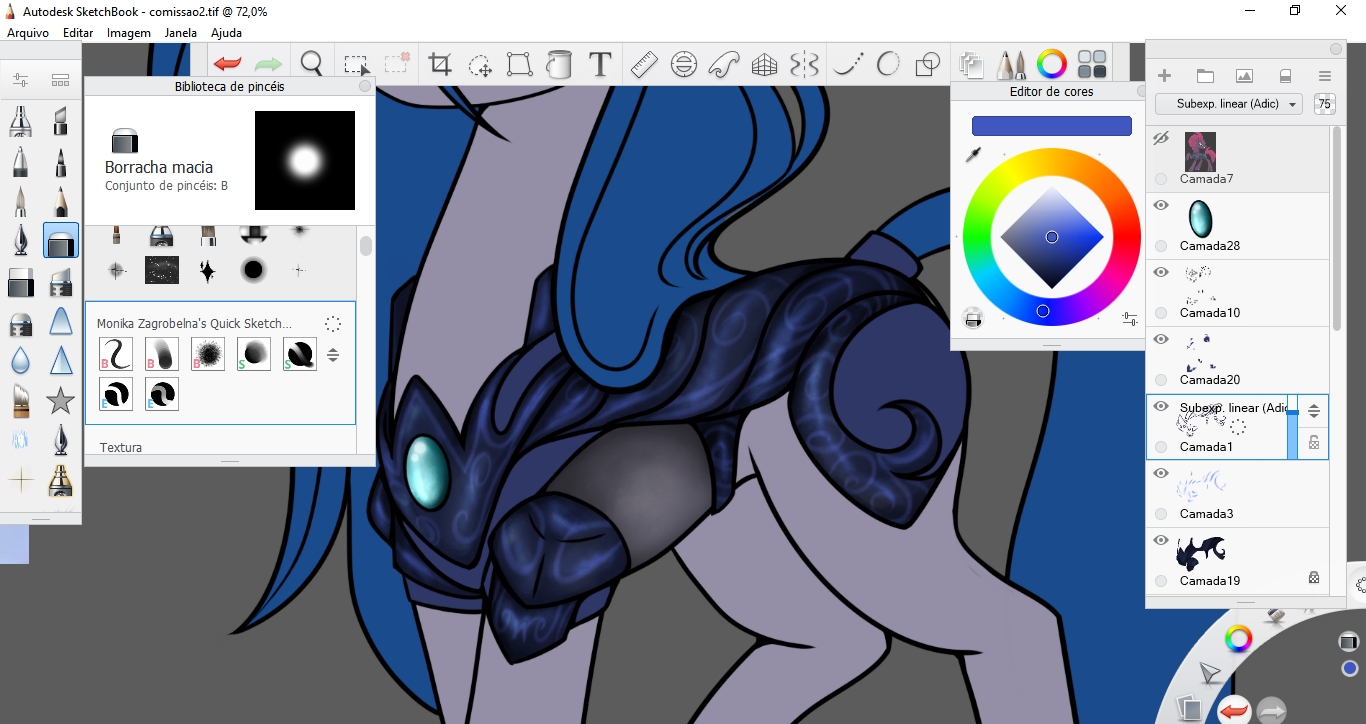 Autodesk SketchBook - comissao2.tif @ 72,0%
Arquivo Editar Imagem Janela Ajuda
T
Biblioteca de pincéis
Borracha macia
Conjunto de pincéis: B
Monika Zagrobelna's Quick Sketch...
B B B S S
E E
Textura
Editor de cores
Subexp. linear (Adic) 75
Camada7
Camada28
Camada10
Camada20
Subexp. linear (Adic
Camada1
Camada3
Camada19